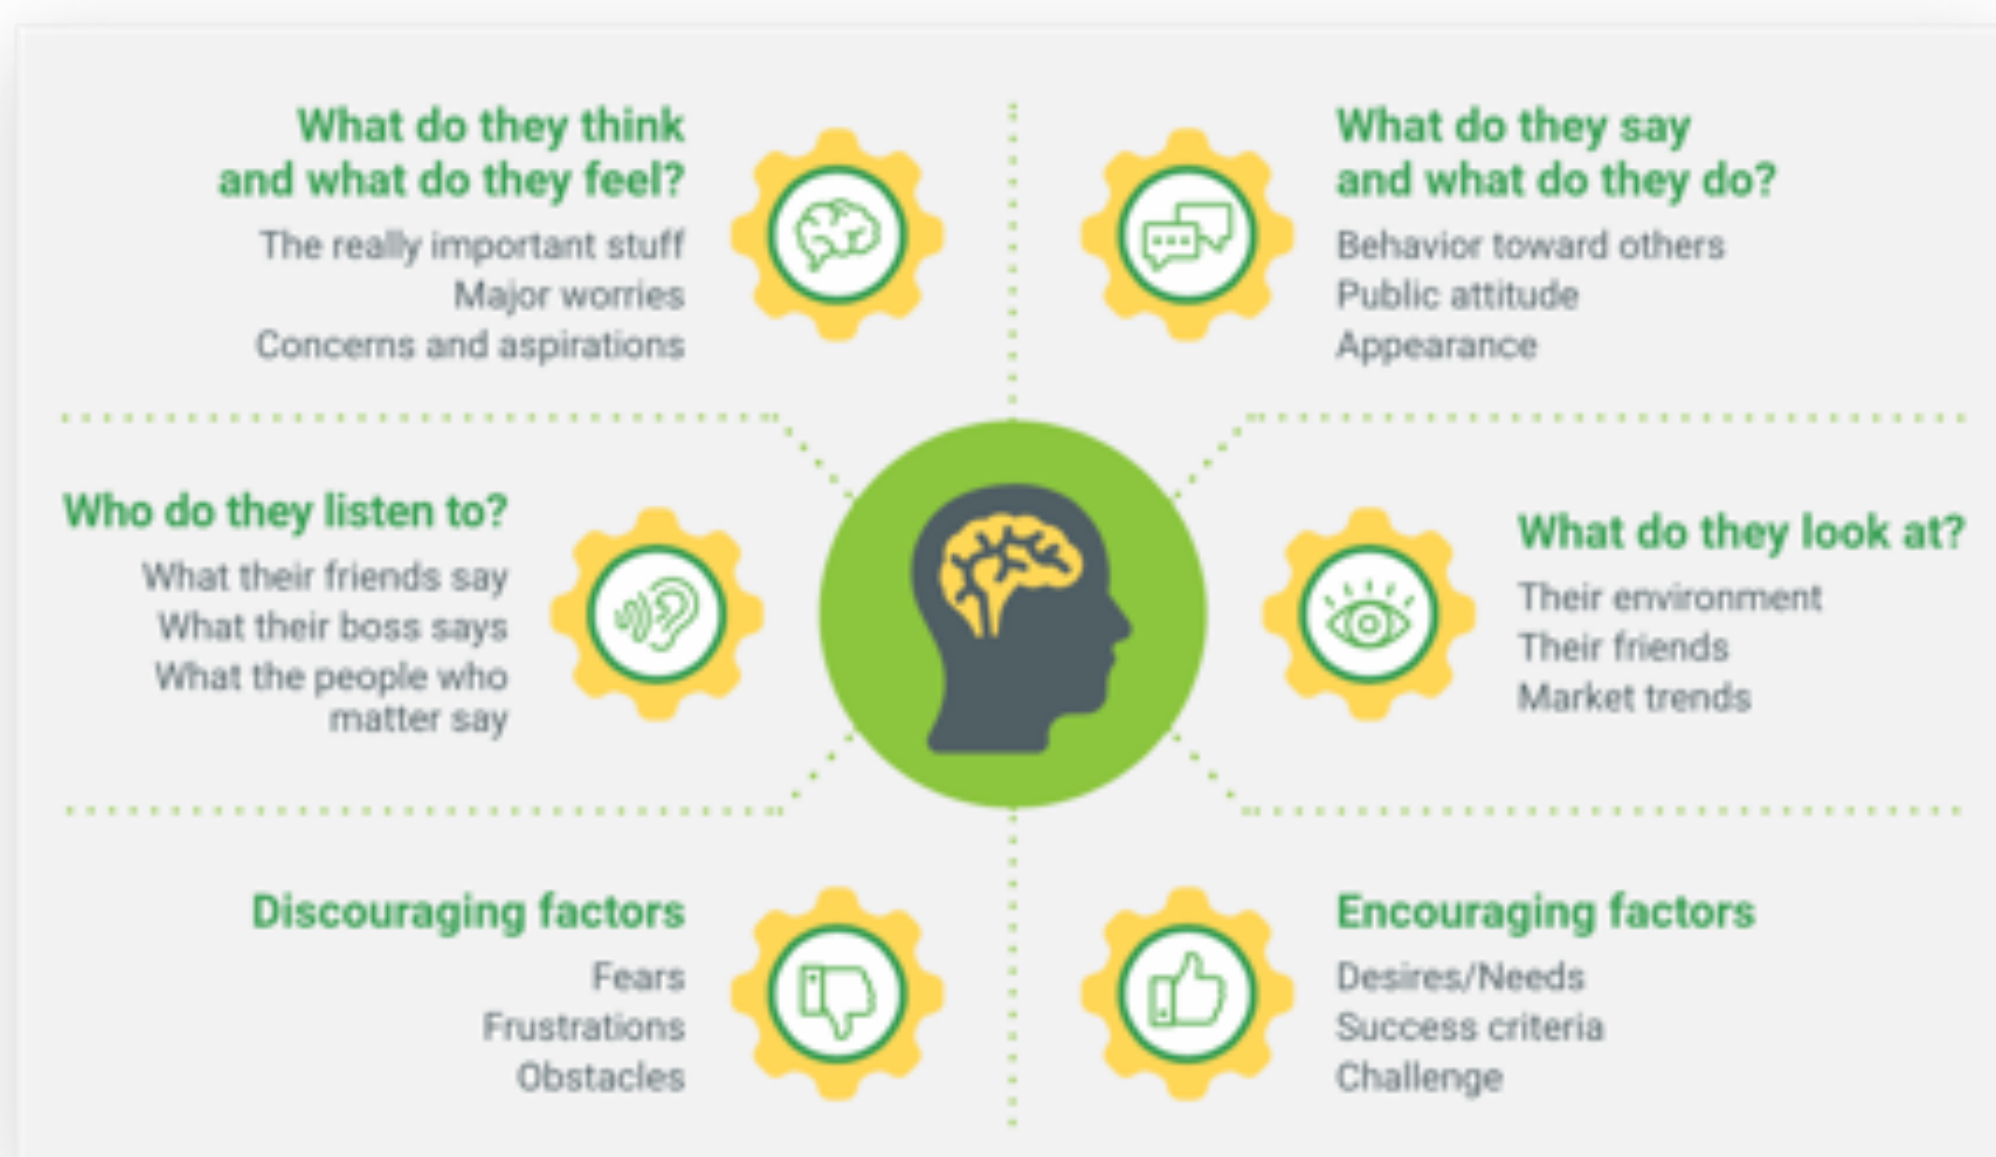 What do they think
and what do they feel?
The really important stuff
Major worries
Concerns and aspirations
What do they say
and what do they do?
Behavior toward others
Public attitude
Appearance
Who do they listen to?
What their friends say
What their boss says
What the people who
matter say
What do they look at?
Their environment
Their friends
Market trends
Discouraging factors
Fears
Frustrations
Obstacles
Encouraging factors
Desires/Needs
Success criteria
Challenge